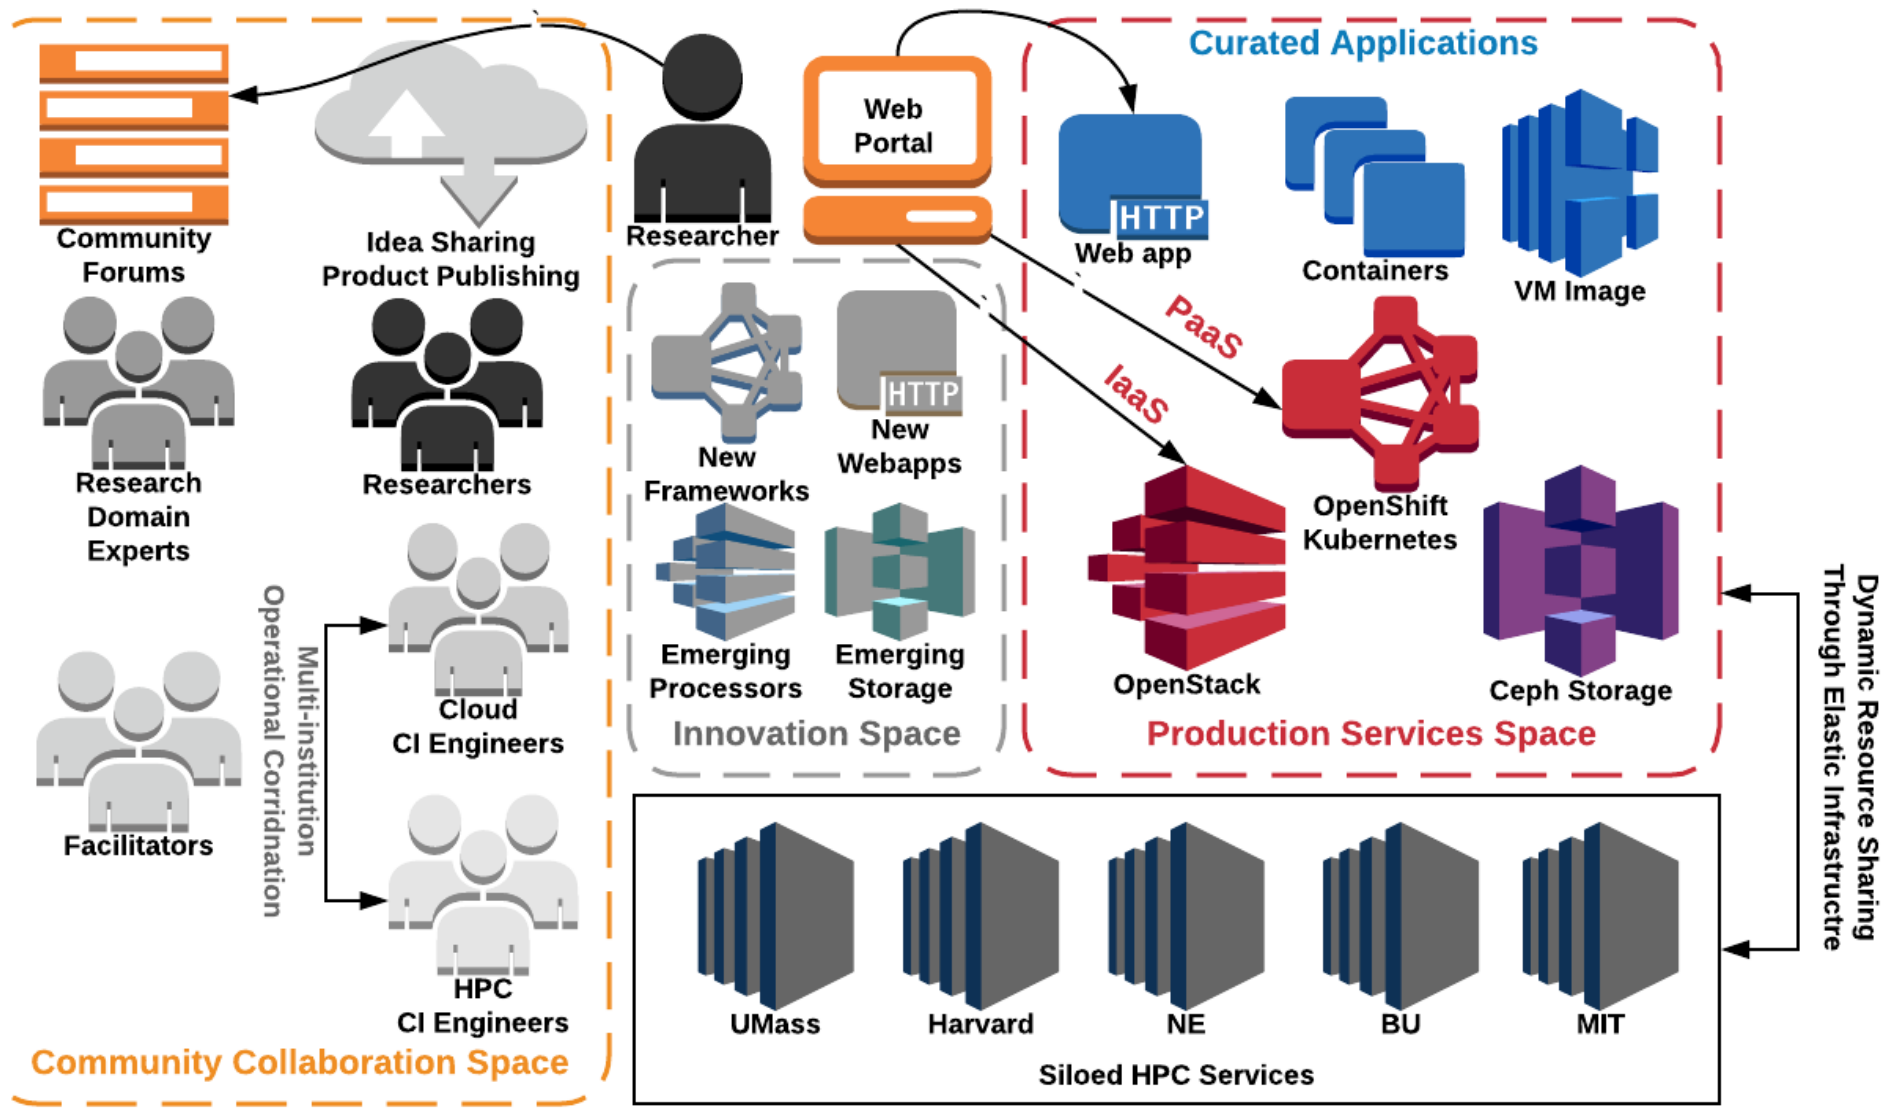 Community
Forums
Idea Sharing
Product Publishing
Research
Domain
Experts
Researchers
Facilitators
Multi-institution
Operational Corridnation
Cloud
CI Engineers
HPC
CI Engineers
Community Collaboration Space
Researcher
Web
Portal
New
Frameworks
HTTP
New
Webapps
Emerging
Processors
Emerging
Storage
Innovation Space
Curated Applications
HTTP
Web app
Containers
VM Image
PaaS
IaaS
OpenShift
Kubernetes
OpenStack
Ceph Storage
Production Services Space
Dynamic Resource Sharing
Through Elastic Infrastructre
UMass
Harvard
NE
BU
MIT
Siloed HPC Services